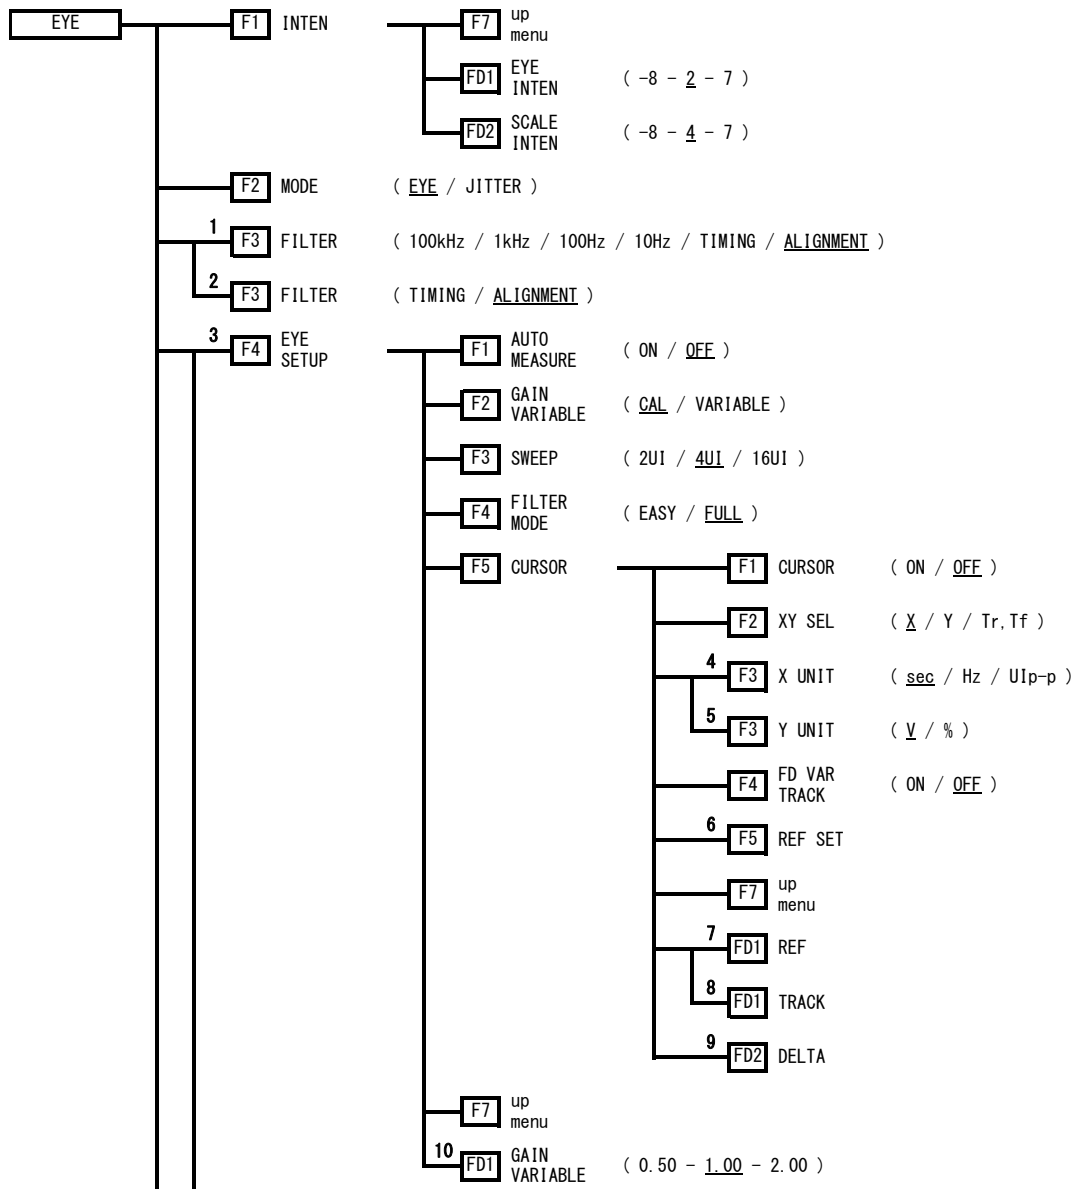 EYE F1 INTEN F7 up menu
FD1 EYE INTEN ( -8 - 2 - 7 )
FD2 SCALE INTEN ( -8 - 4 - 7 )
F2 MODE ( EYE / JITTER )
1 F3 FILTER ( 100kHz / 1kHz / 100Hz / 10Hz / TIMING / ALIGNMENT )
2 F3 FILTER ( TIMING / ALIGNMENT )
3 F4 EYE SETUP F1 AUTO MEASURE ( ON / OFF )
F2 GAIN VARIABLE ( CAL / VARIABLE )
F3 SWEEP ( 2UI / 4UI / 16UI )
F4 FILTER MODE ( EASY / FULL )
F5 CURSOR F1 CURSOR ( ON / OFF )
F2 XY SEL ( X / Y / Tr,Tf )
4 F3 X UNIT ( sec / Hz / UIp-p )
5 F3 Y UNIT ( V / % )
F4 FD VAR TRACK ( ON / OFF )
6 F5 REF SET
F7 up menu
7 FD1 REF
8 FD1 TRACK
9 FD2 DELTA
F7 up menu
10 FD1 GAIN VARIABLE ( 0.50 - 1.00 - 2.00 )